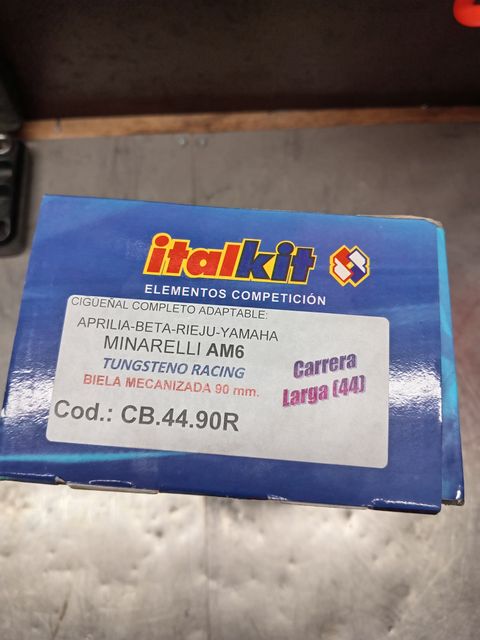 italkit
ELEMENTOS COMPETICIÓN
CIGUEÑAL COMPLETO ADAPTABLE:
APRILIA-BETA-RIEJU-YAMAHA
MINARELLI AM6
TUNGSTENO RACING
BIELA MECANIZADA 90 mm.
Carrera
Larga (44)
Cod.: CB.44.90R